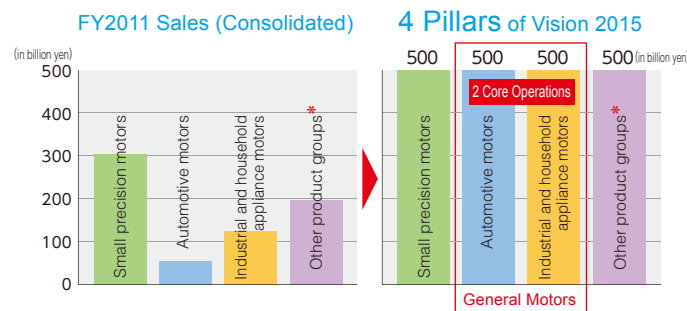 FY2011 Sales (Consolidated)
(in billion yen)
500
400
300
200
100
0
Small precision motors
Automotive motors
Industrial and household
appliance motors
Other product groups*
4 Pillars of Vision 2015
500 500 500 500 (in billion yen)
2 Core Operations
Small precision motors
Automotive motors
Industrial and household
appliance motors
Other product groups*
General Motors